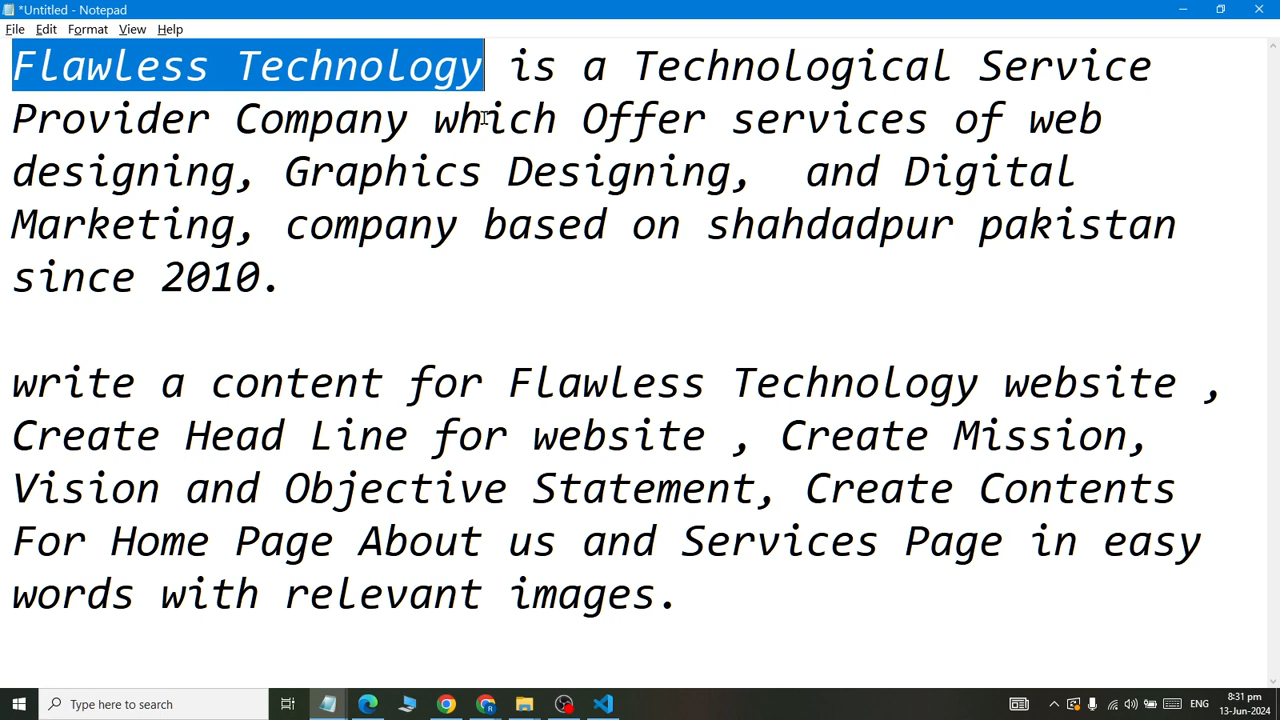 *Untitled - Notepad
File Edit Format View Help
Flawless Technology is a Technological Service
Provider Company which Offer services of web
designing, Graphics Designing,  and Digital
Marketing, company based on shahdadpur pakistan
since 2010.
write a content for Flawless Technology website ,
Create Head Line for website , Create Mission,
Vision and Objective Statement, Create Contents
For Home Page About us and Services Page in easy
words with relevant images.
Type here to search
ENG
8:31 pm
13-Jun-2024